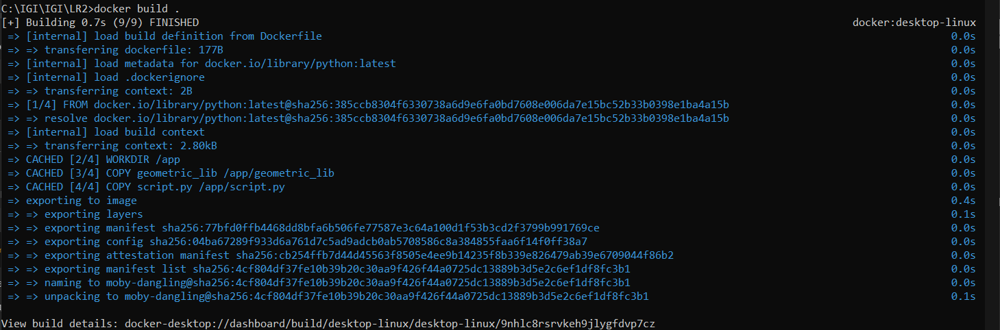 C:\IGI\IGI\LR2>docker build .
[+] Building 0.7s (9/9) FINISHED docker:desktop-linux
=> [internal] load build definition from Dockerfile 0.0s
=> => transferring dockerfile: 177B 0.0s
=> [internal] load metadata for docker.io/library/python:latest 0.0s
=> [internal] load .dockerignore 0.0s
=> => transferring context: 2B 0.0s
=> [1/4] FROM docker.io/library/python:latest@sha256:385ccb8304f6330738a6d9e6fa0bd7608e006da7e15bc52b33b0398e1ba4a15b 0.0s
=> => resolve docker.io/library/python:latest@sha256:385ccb8304f6330738a6d9e6fa0bd7608e006da7e15bc52b33b0398e1ba4a15b 0.0s
=> [internal] load build context 0.0s
=> => transferring context: 2.80kB 0.0s
=> CACHED [2/4] WORKDIR /app 0.0s
=> CACHED [3/4] COPY geometric_lib /app/geometric_lib 0.0s
=> CACHED [4/4] COPY script.py /app/script.py 0.0s
=> exporting to image 0.4s
=> => exporting layers 0.1s
=> => exporting manifest sha256:77bfd0ffb4468dd8bfa6b506fe77587e3c64a100d1f53b3cd2f3799b991769ce 0.0s
=> => exporting config sha256:04ba67289f933d6a761d7c5ad9adcb0ab5708586c8a384855faa6f14f0ff38a7 0.0s
=> => exporting attestation manifest sha256:cb254ffb7d44d45563f8505e4ee9b14235f8b339e826479ab39e6709044f86b2 0.0s
=> => exporting manifest list sha256:4cf804df37fe10b39b20c30aa9f426f44a0725dc13889b3d5e2c6ef1df8fc3b1 0.0s
=> => naming to moby-dangling@sha256:4cf804df37fe10b39b20c30aa9f426f44a0725dc13889b3d5e2c6ef1df8fc3b1 0.0s
=> => unpacking to moby-dangling@sha256:4cf804df37fe10b39b20c30aa9f426f44a0725dc13889b3d5e2c6ef1df8fc3b1 0.1s
View build details: docker-desktop://dashboard/build/desktop-linux/desktop-linux/9nhlc8rsrvkeh9jlygfdvp7cz